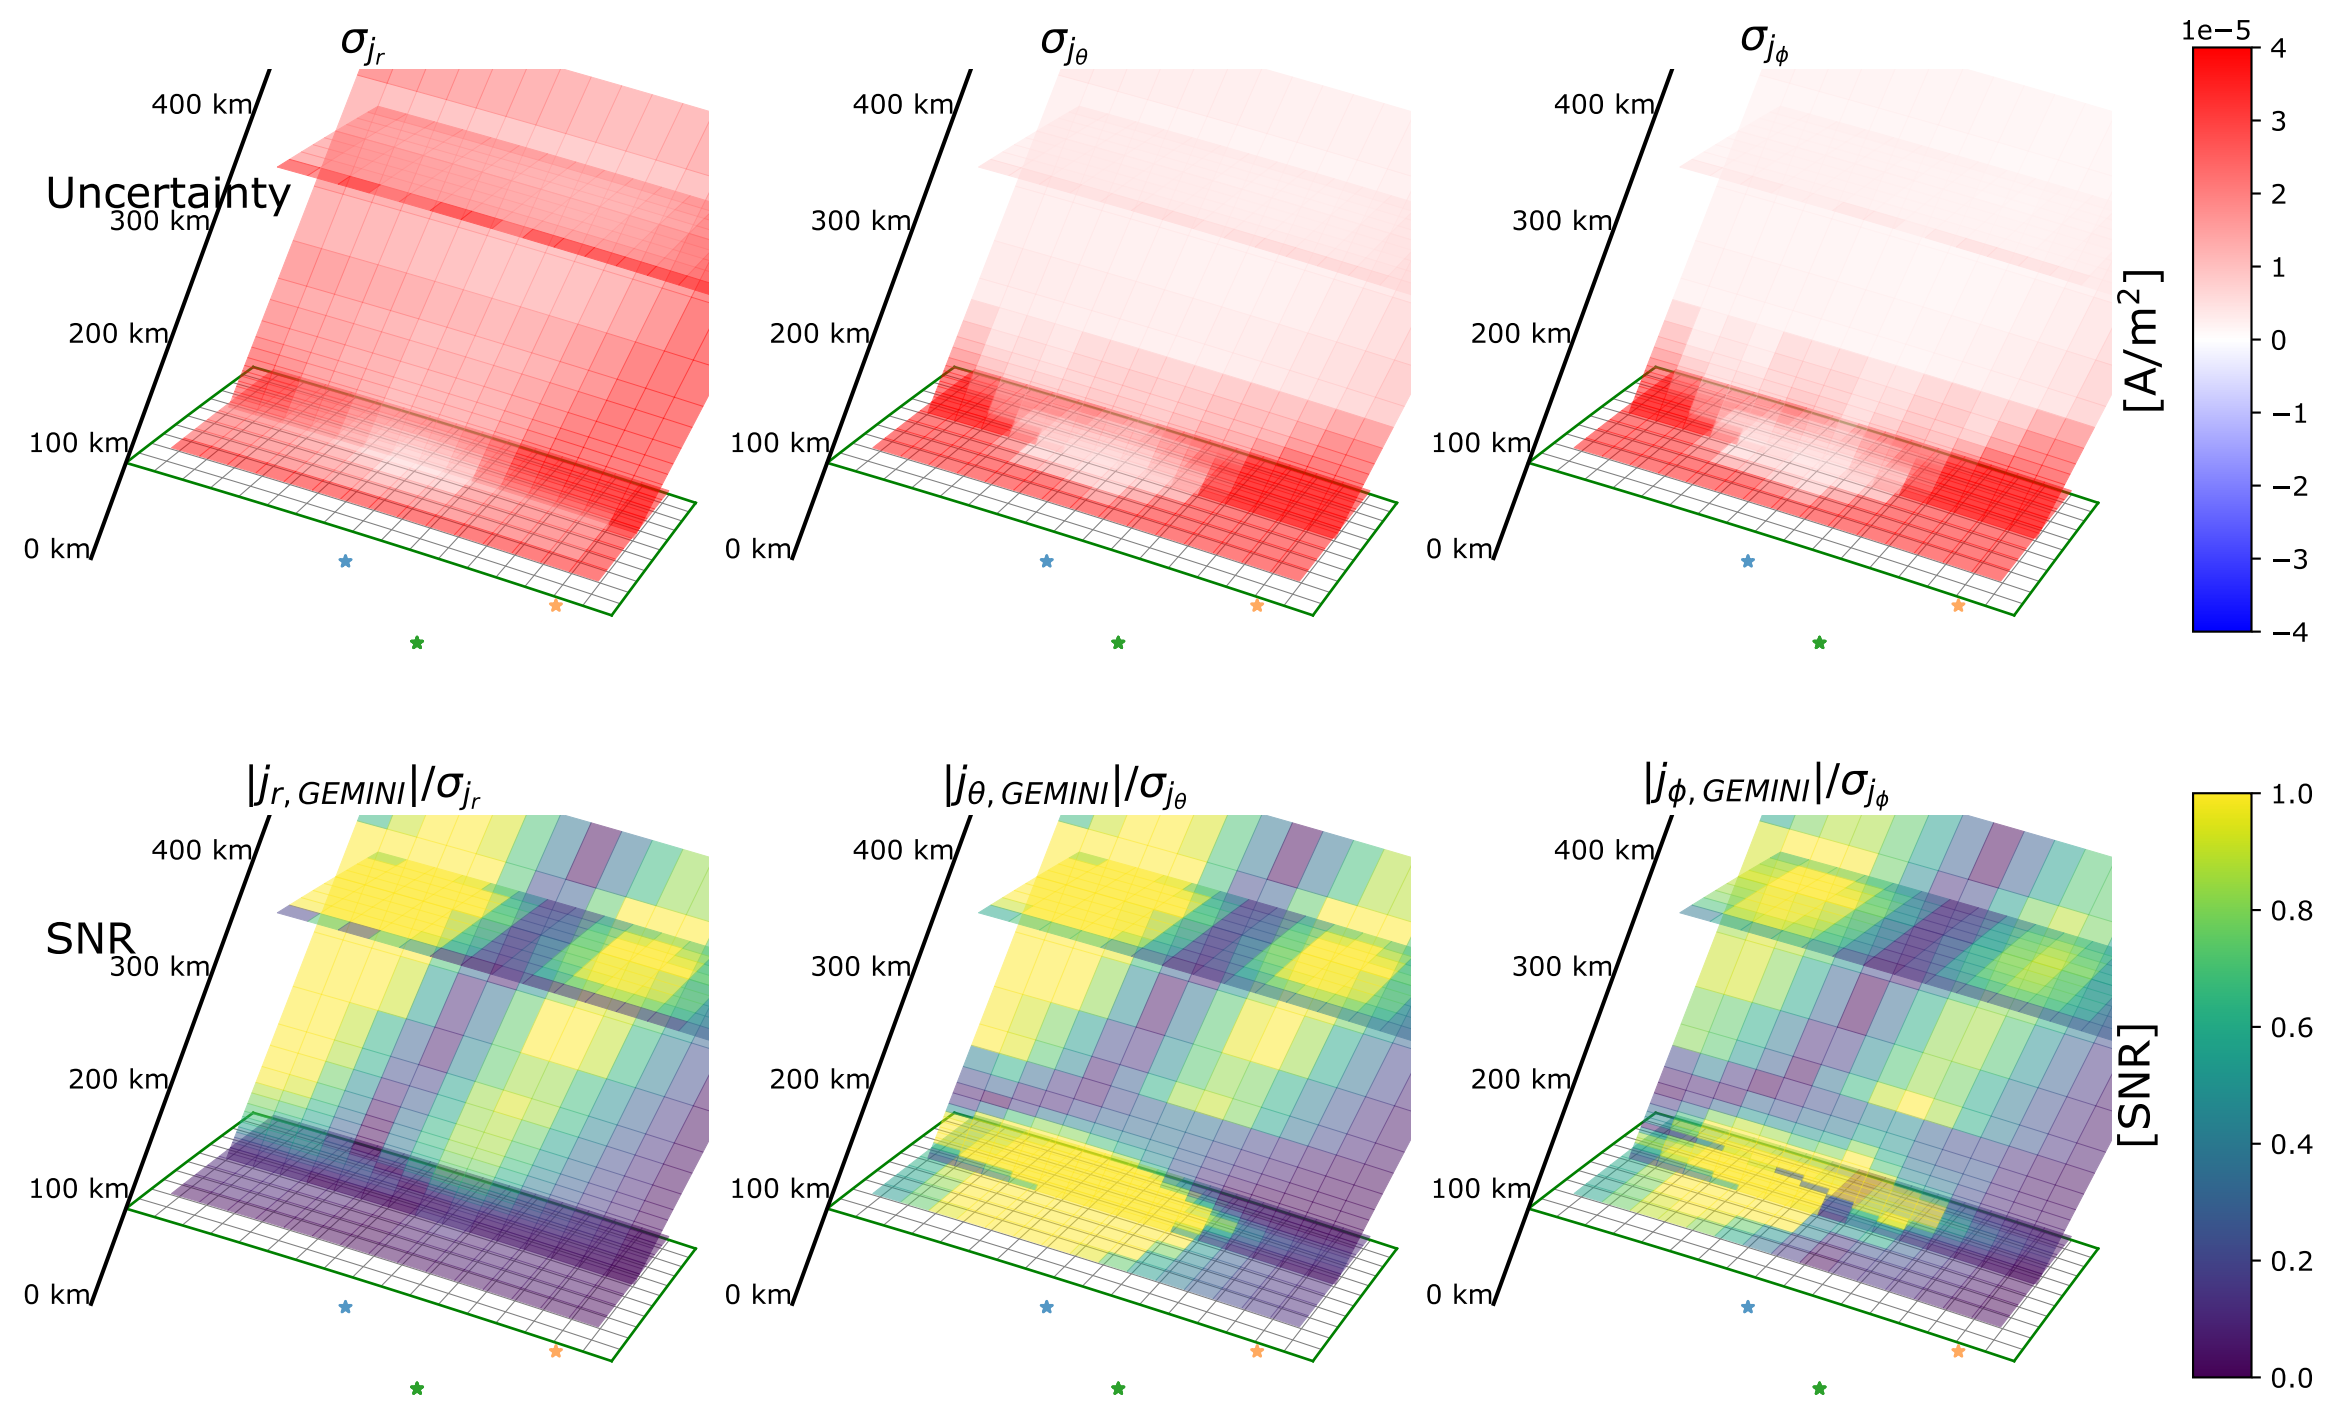 σ_{j_r}
σ_{j_θ}
σ_{j_ϕ}
1e−5
400 km
300 km
200 km
100 km
0 km
Uncertainty
400 km
300 km
200 km
100 km
0 km
400 km
300 km
200 km
100 km
0 km
4
3
2
1
0
−1
−2
−3
−4
[A/m²]
|j_{r, GEMINI}|/σ_{j_r}
|j_{θ, GEMINI}|/σ_{j_θ}
|j_{ϕ, GEMINI}|/σ_{j_ϕ}
400 km
300 km
200 km
100 km
0 km
SNR
400 km
300 km
200 km
100 km
0 km
400 km
300 km
200 km
100 km
0 km
1.0
0.8
0.6
0.4
0.2
0.0
[SNR]